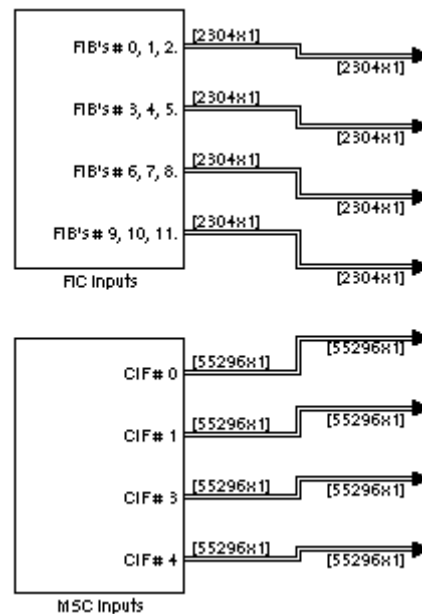 FIB's # 0, 1, 2. [2304x1]
[2304x1]
FIB's # 3, 4, 5. [2304x1]
[2304x1]
FIB's # 6, 7, 8. [2304x1]
[2304x1]
FIB's # 9, 10, 11. [2304x1]
[2304x1]
FIC Inputs
CIF# 0 [55296x1]
[55296x1]
CIF# 1 [55296x1]
[55296x1]
CIF# 3 [55296x1]
[55296x1]
CIF# 4 [55296x1]
[55296x1]
MSC Inputs